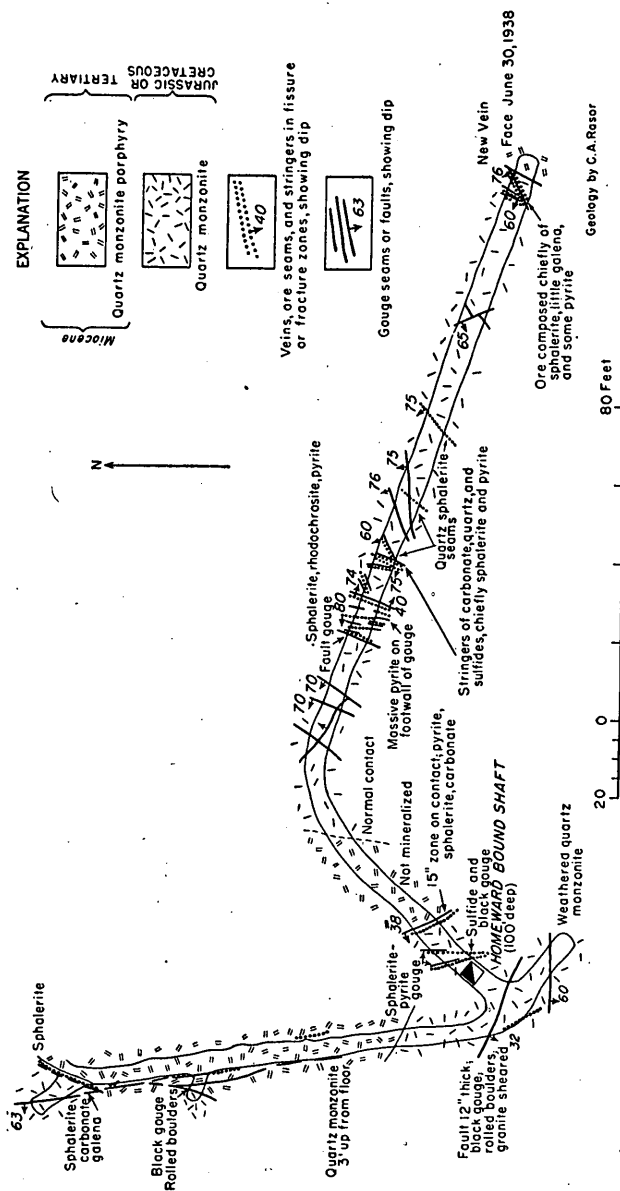 EXPLANATION
Miocene
TERTIARY
Quartz monzonite porphyry
JURASSIC OR
CRETACEOUS
Quartz monzonite
40
Veins, ore seams, and stringers in fissure
or fracture zones, showing dip
63
Gouge seams or faults, showing dip
N
63
Sphalerite
Sphalerite,
carbonate
galena
Black gouge
Rolled boulders
Quartz monzonite
3' up from floor
Sphalerite-
pyrite
gouge
38
Normal contact
Not mineralized
15" zone on contact; pyrite,
sphalerite, carbonate
Sulfide and
black gouge
HOMEWARD BOUND SHAFT
(100' deep)
Fault 12" thick;
black gouge,
rolled boulders,
granite sheared
32
60
Weathered quartz
monzonite
70
70
Fault gouge
Sphalerite, rhodochrosite, pyrite
80
74
60
76
75
75
Massive pyrite on
footwall of gouge
40
75
Quartz sphalerite
seams
Stringers of carbonate, quartz, and
sulfides, chiefly sphalerite and pyrite
65
New Vein
76
Face June 30, 1938
60
Ore composed chiefly of
sphalerite, little galena,
and some pyrite
20
0
80 Feet
Geology by C.A. Rasor